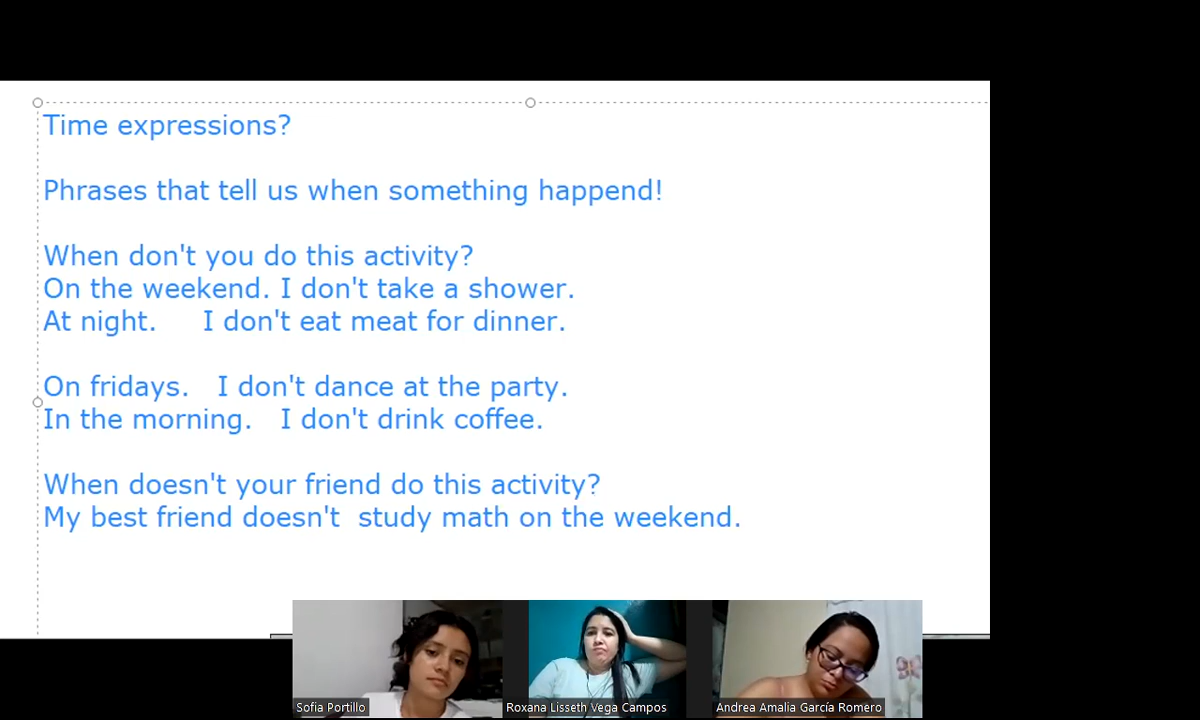 Time expressions?
Phrases that tell us when something happend!
When don't you do this activity?
On the weekend. I don't take a shower.
At night. I don't eat meat for dinner.
On fridays. I don't dance at the party.
In the morning. I don't drink coffee.
When doesn't your friend do this activity?
My best friend doesn't study math on the weekend.
Sofia Portillo
Roxana Lisseth Vega Campos
Andrea Amalia García Romero